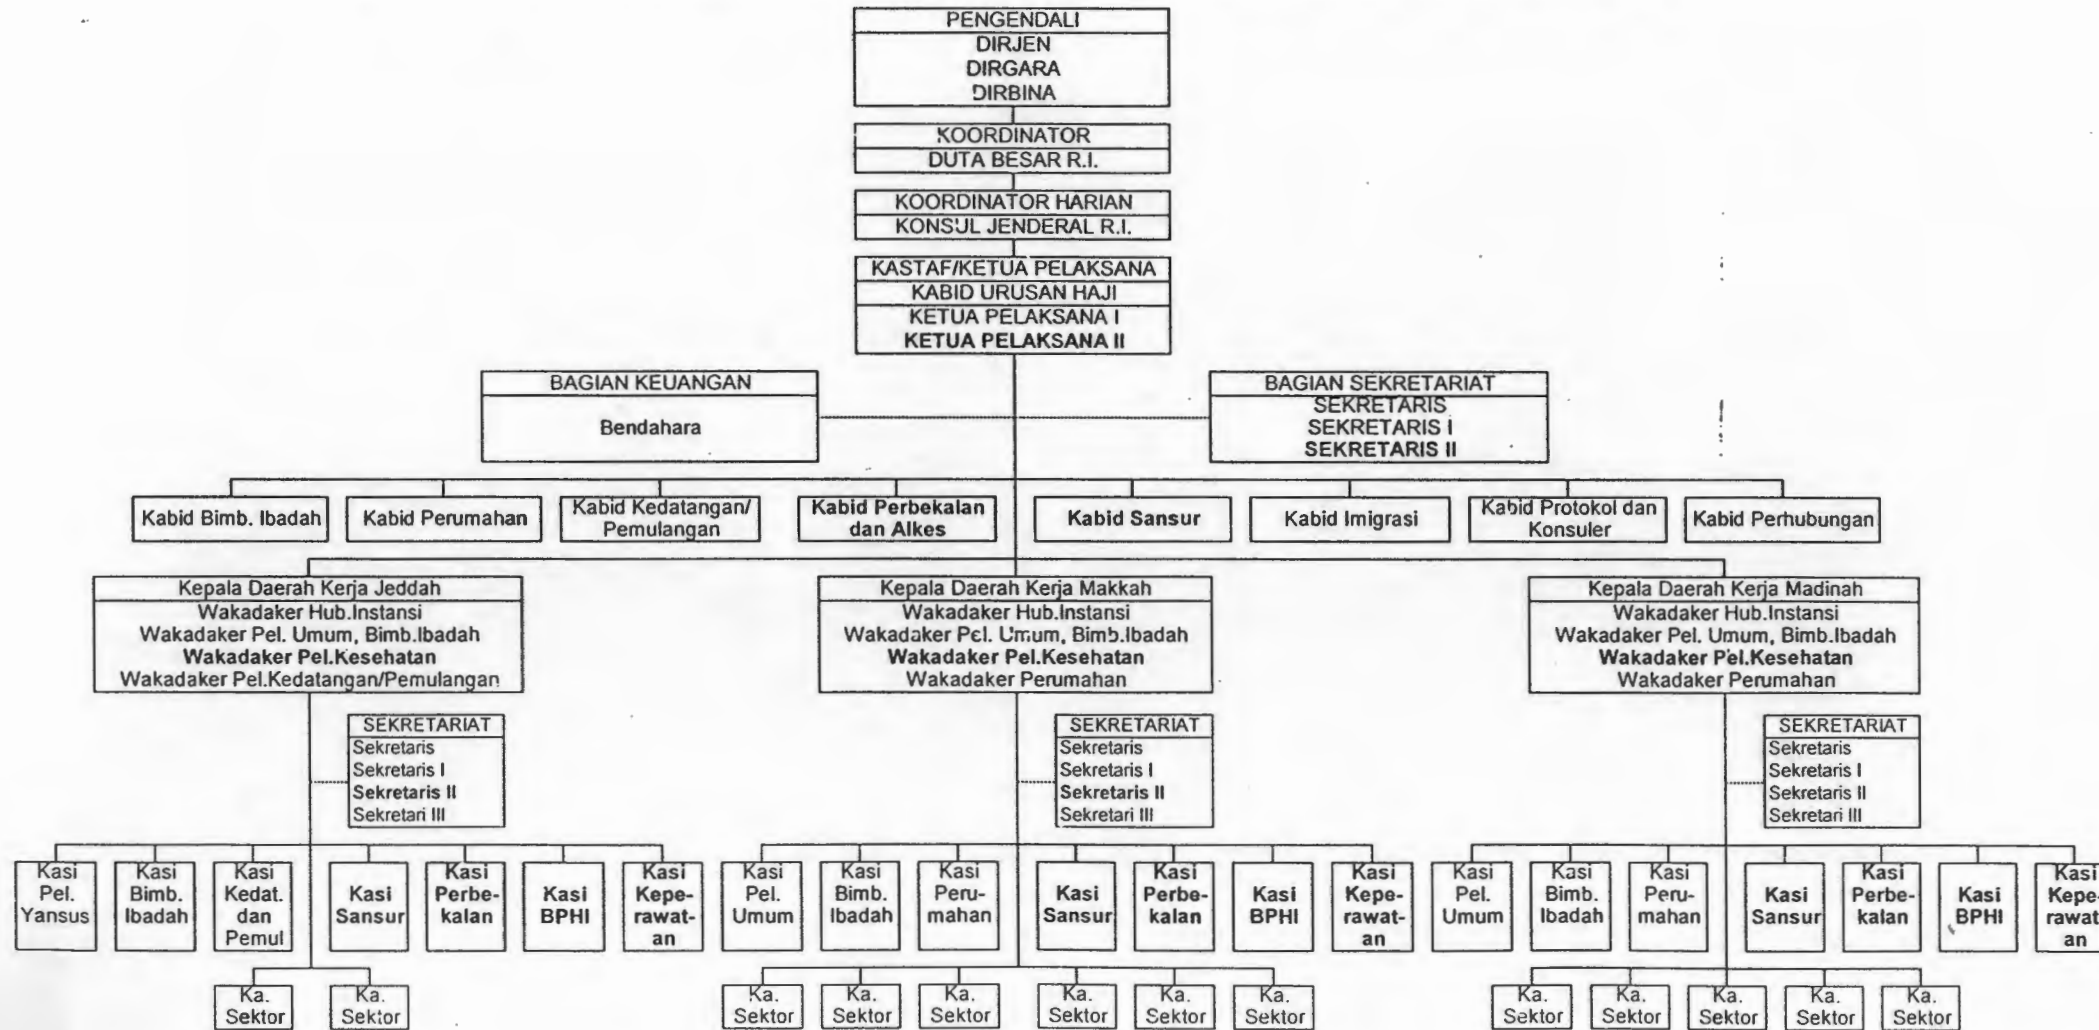 PENGENDALI
DIRJEN
DIRGARA
DIRBINA
KOORDINATOR
DUTA BESAR R.I.
KOORDINATOR HARIAN
KONSUL JENDERAL R.I.
KASTAF/KETUA PELAKSANA
KABID URUSAN HAJI
KETUA PELAKSANA I
KETUA PELAKSANA II
BAGIAN KEUANGAN
Bendahara
BAGIAN SEKRETARIAT
SEKRETARIS
SEKRETARIS I
SEKRETARIS II
Kabid Bimb. Ibadah
Kabid Perumahan
Kabid Kedatangan/
Pemulangan
Kabid Perbekalan
dan Alkes
Kabid Sansur
Kabid Imigrasi
Kabid Protokol dan
Konsuler
Kabid Perhubungan
Kepala Daerah Kerja Jeddah
Wakadaker Hub.Instansi
Wakadaker Pel. Umum, Bimb.Ibadah
Wakadaker Pel.Kesehatan
Wakadaker Pel.Kedatangan/Pemulangan
Kepala Daerah Kerja Makkah
Wakadaker Hub.Instansi
Wakadaker Pel. Umum, Bimb.Ibadah
Wakadaker Pel.Kesehatan
Wakadaker Perumahan
Kepala Daerah Kerja Madinah
Wakadaker Hub.Instansi
Wakadaker Pel. Umum, Bimb.Ibadah
Wakadaker Pel.Kesehatan
Wakadaker Perumahan
SEKRETARIAT
Sekretaris
Sekretaris I
Sekretaris II
Sekretari III
SEKRETARIAT
Sekretaris
Sekretaris I
Sekretaris II
Sekretari III
SEKRETARIAT
Sekretaris
Sekretaris I
Sekretaris II
Sekretari III
Kasi
Pel.
Yansus
Kasi
Bimb.
Ibadah
Kasi
Kedat.
dan
Pemul
Kasi
Sansur
Kasi
Perbe-
kalan
Kasi
BPHI
Kasi
Kepe-
rawat-
an
Kasi
Pel.
Umum
Kasi
Bimb.
Ibadah
Kasi
Peru-
mahan
Kasi
Sansur
Kasi
Perbe-
kalan
Kasi
BPHI
Kasi
Kepe-
rawat-
an
Kasi
Pel.
Umum
Kasi
Bimb.
Ibadah
Kasi
Peru-
mahan
Kasi
Sansur
Kasi
Perbe-
kalan
Kasi
BPHI
Kasi
Kepe-
rawat
an
Ka.
Sektor
Ka.
Sektor
Ka.
Sektor
Ka.
Sektor
Ka.
Sektor
Ka.
Sektor
Ka.
Sektor
Ka.
Sektor
Ka.
Sektor
Ka.
Sektor
Ka.
Sektor
Ka.
Sektor
Ka.
Sektor